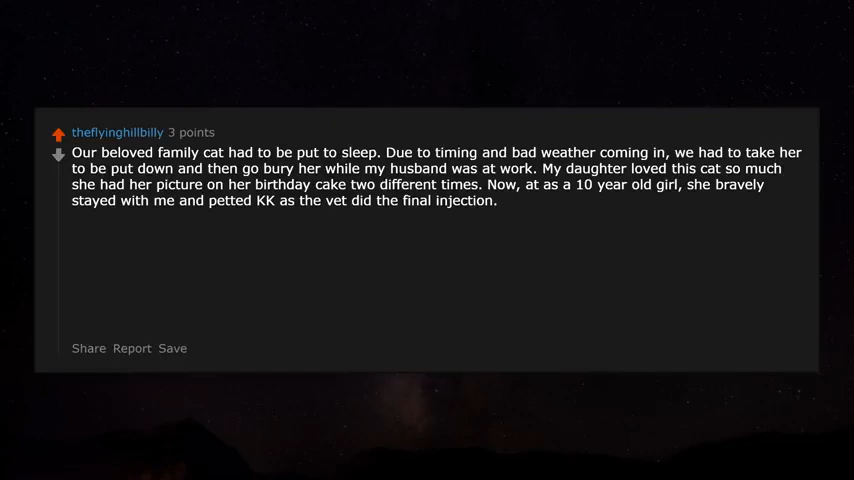 theflyinghillbilly 3 points
Our beloved family cat had to be put to sleep. Due to timing and bad weather coming in, we had to take her
to be put down and then go bury her while my husband was at work. My daughter loved this cat so much
she had her picture on her birthday cake two different times. Now, at as a 10 year old girl, she bravely
stayed with me and petted KK as the vet did the final injection.
Share Report Save